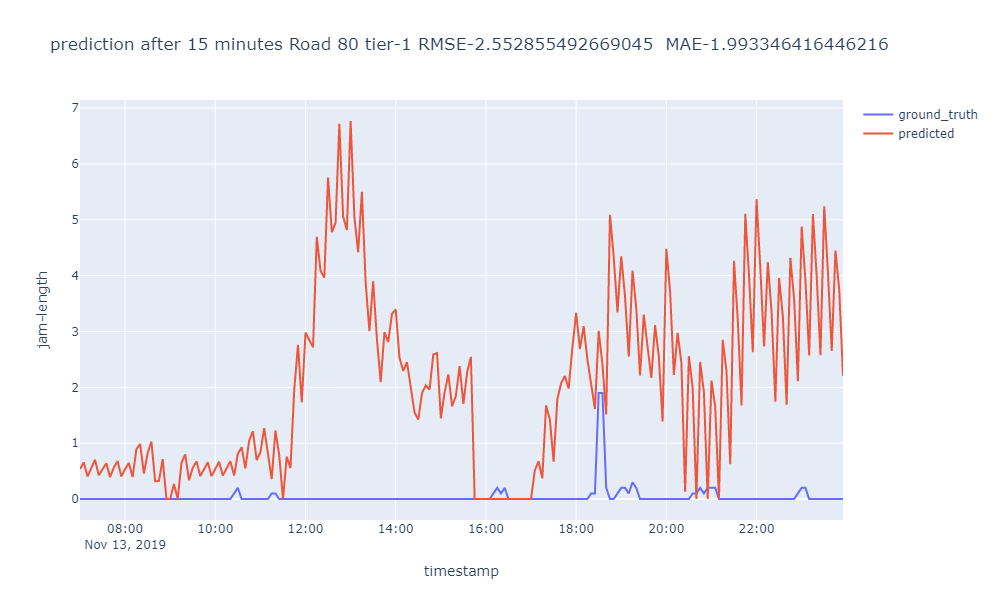 prediction after 15 minutes Road 80 tier-1 RMSE-2.552855492669045  MAE-1.993346416446216
ground_truth
predicted
7
6
5
4
3
2
1
0
jam-length
08:00 10:00 12:00 14:00 16:00 18:00 20:00 22:00
Nov 13, 2019
timestamp